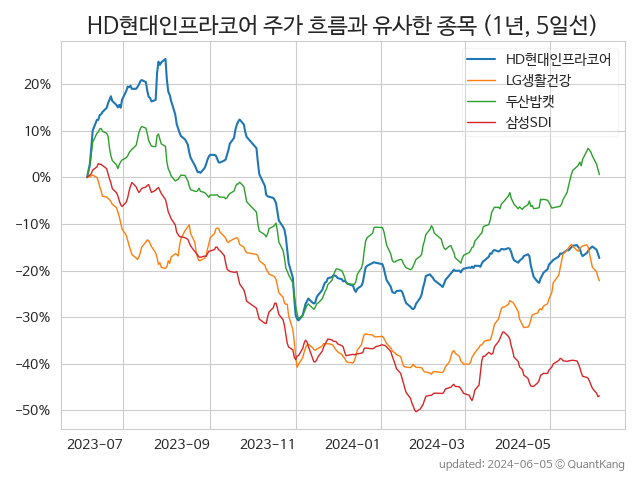 HD현대인프라코어 주가 흐름과 유사한 종목 (1년, 5일선)
HD현대인프라코어
LG생활건강
두산밥캣
삼성SDI
20%
10%
0%
−10%
−20%
−30%
−40%
−50%
2023-07 2023-09 2023-11 2024-01 2024-03 2024-05
updated: 2024-06-05 © QuantKang